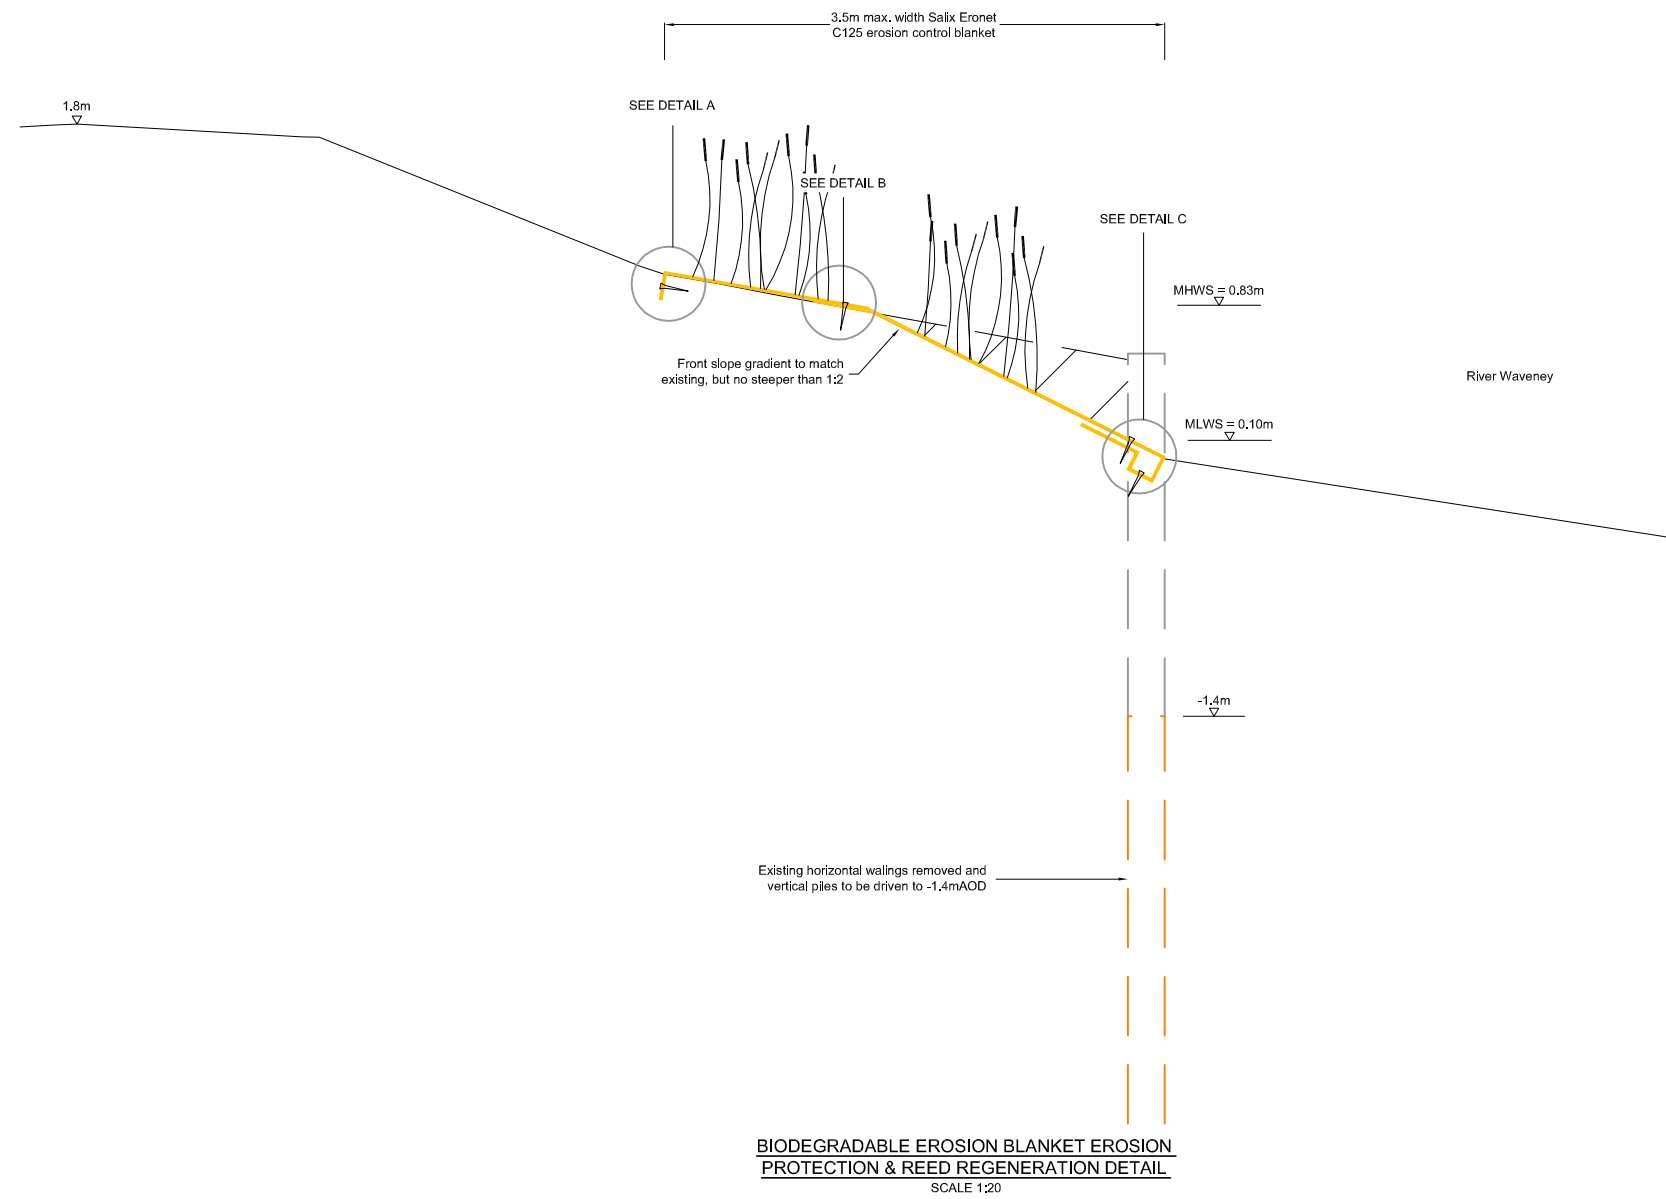 3.5m max. width Salix Eronet
C125 erosion control blanket
1.8m
SEE DETAIL A
SEE DETAIL B
SEE DETAIL C
MHWS = 0.83m
Front slope gradient to match
existing, but no steeper than 1:2
River Waveney
MLWS = 0.10m
-1.4m
Existing horizontal walings removed and
vertical piles to be driven to -1.4mAOD
BIODEGRADABLE EROSION BLANKET EROSION
PROTECTION & REED REGENERATION DETAIL
SCALE 1:20